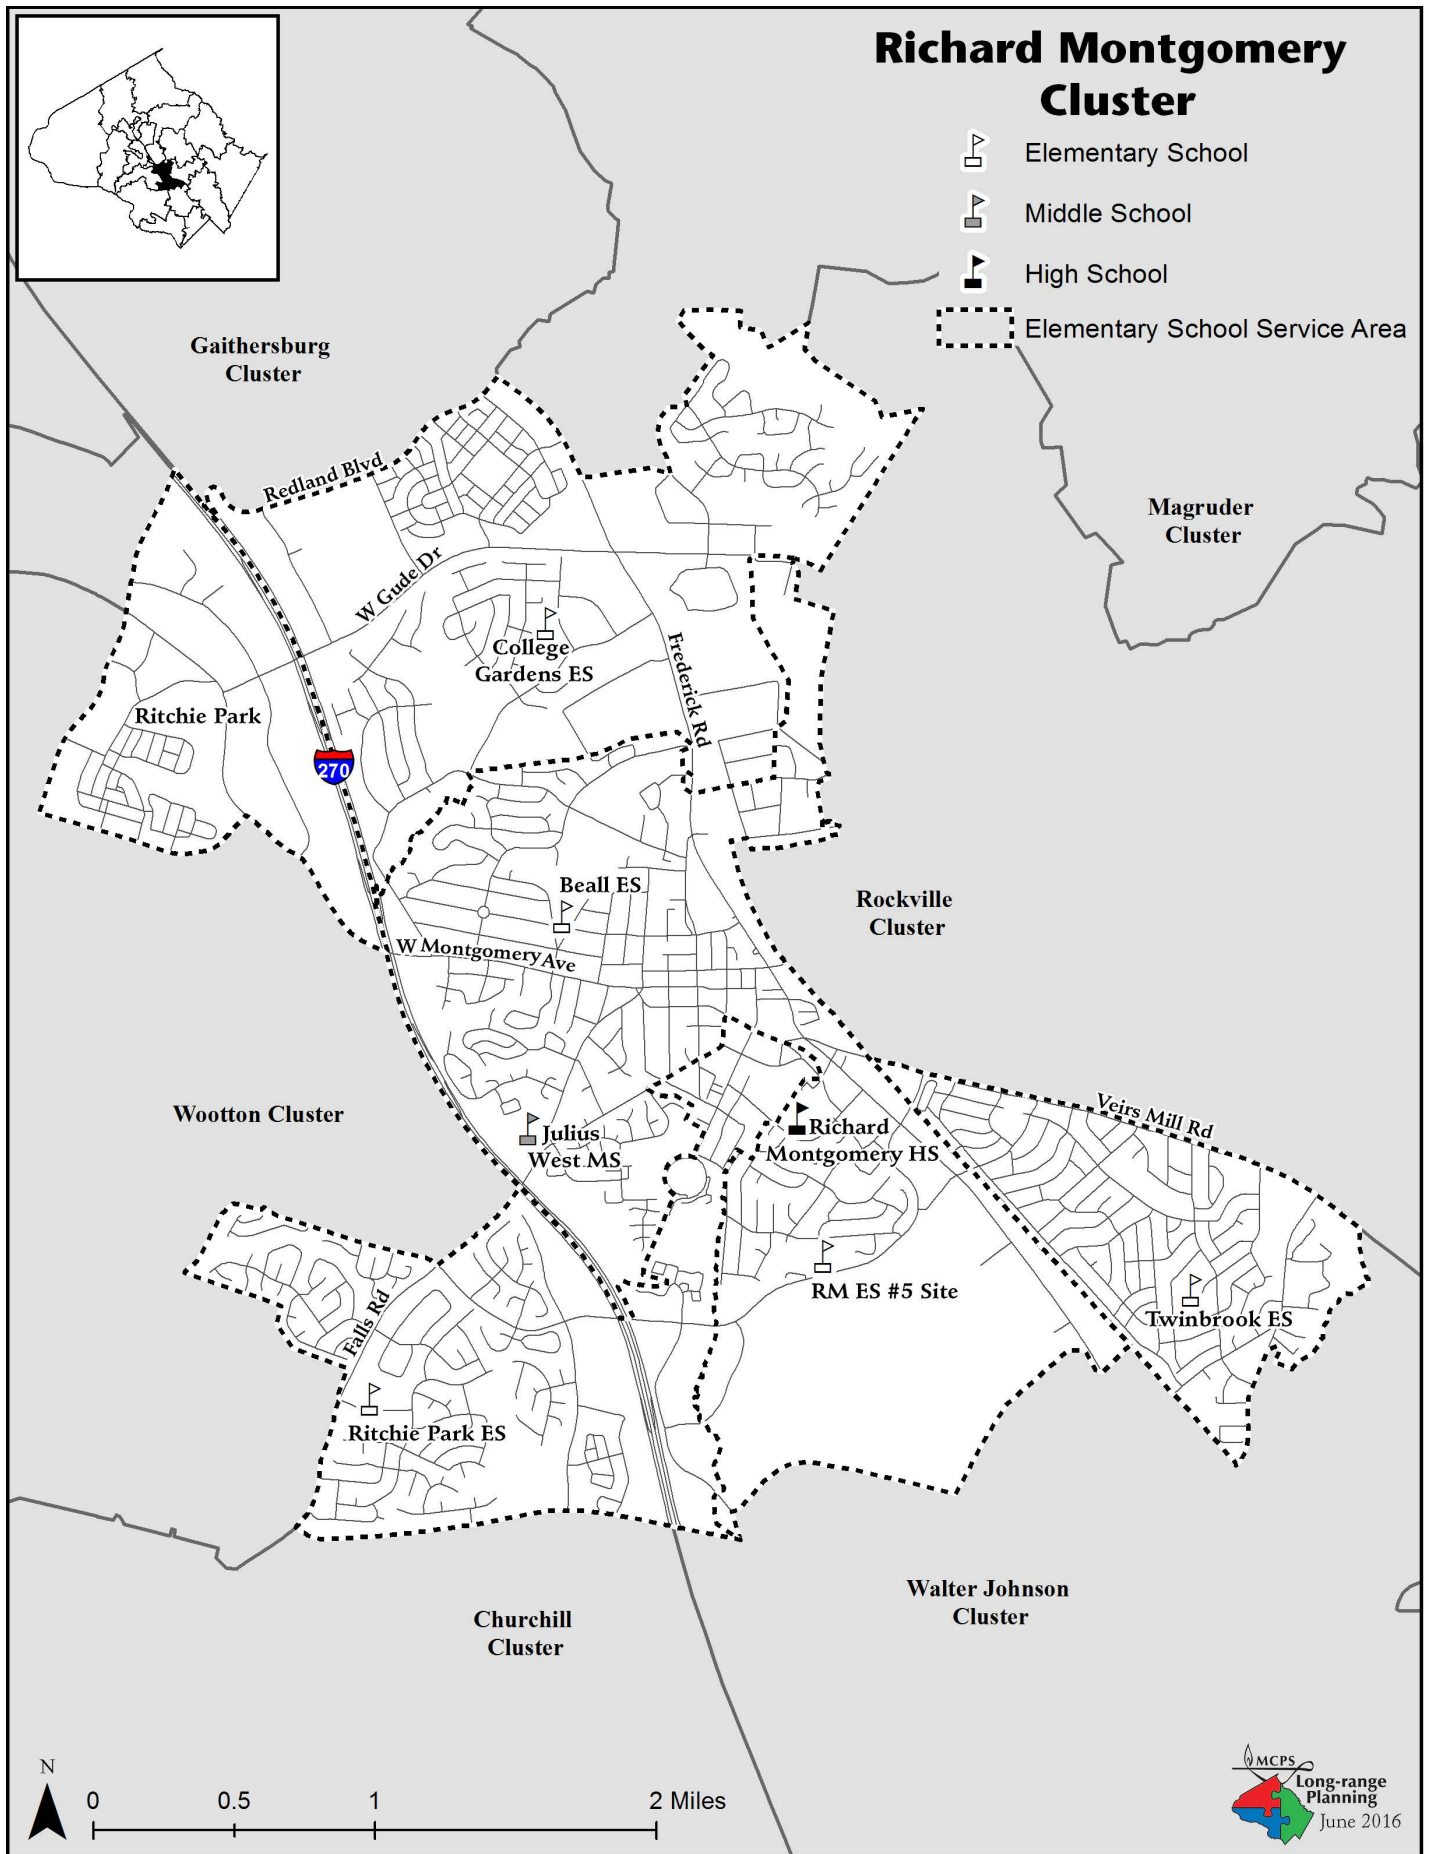 Richard Montgomery
Cluster
Elementary School
Middle School
High School
Elementary School Service Area
Gaithersburg
Cluster
Redland Blvd
Magruder
Cluster
W Gude Dr
College
Gardens ES
Frederick Rd
Ritchie Park
270
Beall ES
Rockville
Cluster
W Montgomery Ave
Wootton Cluster
Veirs Mill Rd
Julius
West MS
Richard
Montgomery HS
RM ES #5 Site
Twinbrook ES
Falls Rd
Ritchie Park ES
Walter Johnson
Cluster
Churchill
Cluster
N
0 0.5 1 2 Miles
MCPS
Long-range
Planning
June 2016